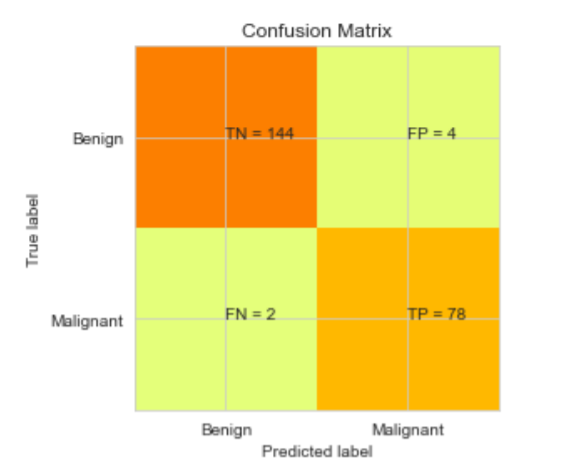 Confusion Matrix
True label
Benign
TN = 144
FP = 4
Malignant
FN = 2
TP = 78
Benign
Malignant
Predicted label